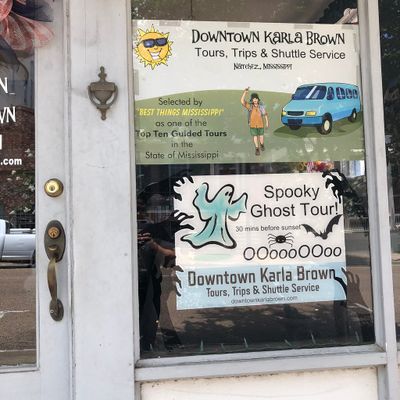 DOWNTOWN KARLA BROWN
TOURS, TRIPS & SHUTTLE SERVICE
NATCHEZ, MISSISSIPPI
Selected by
"BEST THINGS MISSISSIPPI"
as one of the
Top Ten Guided Tours
in the
State of Mississippi
Spooky
Ghost Tour!
30 mins before sunset
OOooooOOoo
Downtown Karla Brown
Tours, Trips & Shuttle Service
downtownkarlabrown.com
N
WN
.com